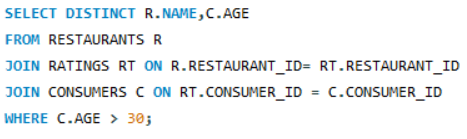 SELECT DISTINCT R.NAME,C.AGE
FROM RESTAURANTS R
JOIN RATINGS RT ON R.RESTAURANT_ID= RT.RESTAURANT_ID
JOIN CONSUMERS C ON RT.CONSUMER_ID = C.CONSUMER_ID
WHERE C.AGE > 30;